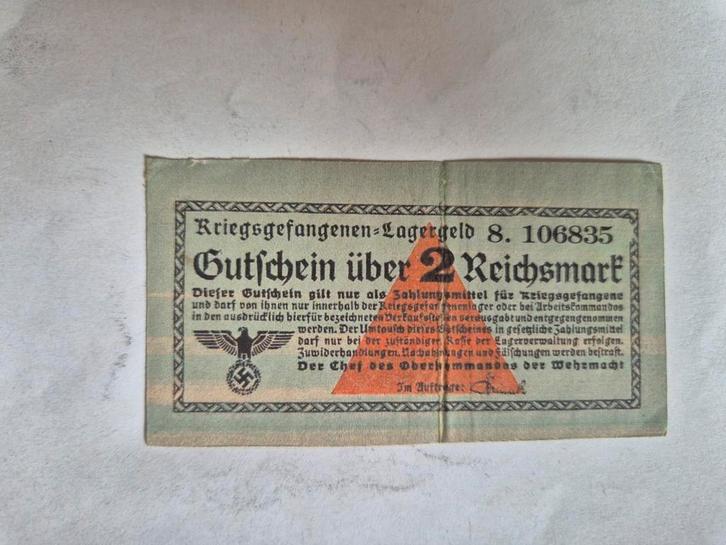 Kriegsgefangenen=Lagergeld 8. 106835
Gutschein über 2 Reichsmark
Dieser Gutschein gilt nur als Zahlungsmittel für Kriegsgefangene
und darf von ihnen nur innerhalb der Kriegsgefangenenlager oder bei Arbeitskommandos
in den ausdrücklich hierfür bezeichneten Verkaufsstellen verausgabt und entgegengenommen
werden. Der Umtausch dieses Gutscheines in gesetzliche Zahlungsmittel
darf nur bei der zuständigen Kasse der Lagerverwaltung erfolgen.
Zuwiderhandlungen, Nachahmungen und Fälschungen werden bestraft.
Der Chef des Oberkommandos der Wehrmacht
Im Auftrage: